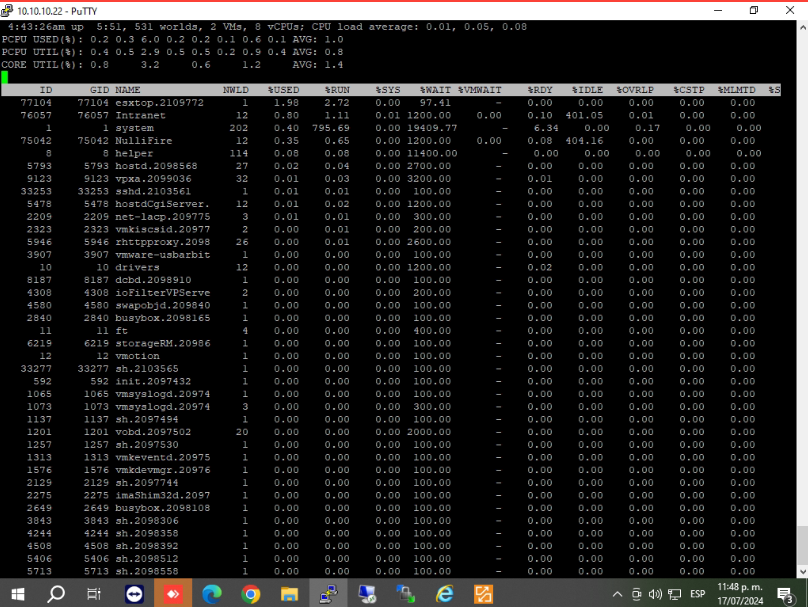 10.10.10.22 - PuTTY
4:43:26am up 5:51, 531 worlds, 2 VMs, 8 vCPUs; CPU load average: 0.01, 0.05, 0.08
PCPU USED(%): 0.2 0.3 6.0 0.2 0.2 0.1 0.6 0.1 AVG: 1.0
PCPU UTIL(%): 0.4 0.5 2.9 0.5 0.5 0.2 0.9 0.4 AVG: 0.8
CORE UTIL(%): 0.8 3.2 0.6 1.2 AVG: 1.4
ID GID NAME NWLD %USED %RUN %SYS %WAIT %VMWAIT %RDY %IDLE %OVRLP %CSTP %MLMTD %S
77104 77104 esxtop.2109772 1 1.98 2.72 0.00 97.41 - 0.00 0.00 0.00 0.00 0.00
76057 76057 Intranet 12 0.80 1.11 0.01 1200.00 0.00 0.10 401.05 0.01 0.00 0.00
1 1 system 202 0.40 795.69 0.00 19409.77 - 6.34 0.00 0.17 0.00 0.00
75042 75042 NulliFire 12 0.35 0.65 0.00 1200.00 0.00 0.08 404.16 0.00 0.00 0.00
8 8 helper 114 0.08 0.08 0.00 11400.00 - 0.00 0.00 0.00 0.00 0.00
5793 5793 hostd.2098568 27 0.02 0.04 0.00 2700.00 - 0.00 0.00 0.00 0.00 0.00
9123 9123 vpxa.2099036 32 0.01 0.03 0.00 3200.00 - 0.01 0.00 0.00 0.00 0.00
33253 33253 sshd.2103561 1 0.01 0.01 0.00 100.00 - 0.00 0.00 0.00 0.00 0.00
5478 5478 hostdCgiServer. 12 0.01 0.02 0.00 1200.00 - 0.00 0.00 0.00 0.00 0.00
2209 2209 net-lacp.209775 3 0.01 0.01 0.00 300.00 - 0.00 0.00 0.00 0.00 0.00
2323 2323 vmkiscsid.20977 2 0.00 0.01 0.00 200.00 - 0.00 0.00 0.00 0.00 0.00
5946 5946 rhttpproxy.2098 26 0.00 0.01 0.00 2600.00 - 0.00 0.00 0.00 0.00 0.00
3907 3907 vmware-usbarbit 1 0.00 0.00 0.00 100.00 - 0.00 0.00 0.00 0.00 0.00
10 10 drivers 12 0.00 0.00 0.00 1200.00 - 0.02 0.00 0.00 0.00 0.00
8187 8187 dcbd.2098910 1 0.00 0.00 0.00 100.00 - 0.00 0.00 0.00 0.00 0.00
4308 4308 ioFilterVPServe 2 0.00 0.00 0.00 200.00 - 0.00 0.00 0.00 0.00 0.00
4580 4580 swapobjd.209840 1 0.00 0.00 0.00 100.00 - 0.00 0.00 0.00 0.00 0.00
2840 2840 busybox.2098165 1 0.00 0.00 0.00 100.00 - 0.00 0.00 0.00 0.00 0.00
11 11 ft 4 0.00 0.00 0.00 400.00 - 0.00 0.00 0.00 0.00 0.00
6219 6219 storageRM.20986 1 0.00 0.00 0.00 100.00 - 0.00 0.00 0.00 0.00 0.00
12 12 vmotion 1 0.00 0.00 0.00 100.00 - 0.00 0.00 0.00 0.00 0.00
33277 33277 sh.2103565 1 0.00 0.00 0.00 100.00 - 0.00 0.00 0.00 0.00 0.00
592 592 init.2097432 1 0.00 0.00 0.00 100.00 - 0.00 0.00 0.00 0.00 0.00
1065 1065 vmsyslogd.20974 1 0.00 0.00 0.00 100.00 - 0.00 0.00 0.00 0.00 0.00
1073 1073 vmsyslogd.20974 3 0.00 0.00 0.00 300.00 - 0.00 0.00 0.00 0.00 0.00
1137 1137 sh.2097494 1 0.00 0.00 0.00 100.00 - 0.00 0.00 0.00 0.00 0.00
1201 1201 vobd.2097502 20 0.00 0.00 0.00 2000.00 - 0.00 0.00 0.00 0.00 0.00
1257 1257 sh.2097530 1 0.00 0.00 0.00 100.00 - 0.00 0.00 0.00 0.00 0.00
1313 1313 vmkeventd.20975 1 0.00 0.00 0.00 100.00 - 0.00 0.00 0.00 0.00 0.00
1576 1576 vmkdevmgr.20976 1 0.00 0.00 0.00 100.00 - 0.00 0.00 0.00 0.00 0.00
2129 2129 sh.2097744 1 0.00 0.00 0.00 100.00 - 0.00 0.00 0.00 0.00 0.00
2275 2275 imaShim32d.2097 1 0.00 0.00 0.00 100.00 - 0.00 0.00 0.00 0.00 0.00
2649 2649 busybox.2098108 1 0.00 0.00 0.00 100.00 - 0.00 0.00 0.00 0.00 0.00
3843 3843 sh.2098306 1 0.00 0.00 0.00 100.00 - 0.00 0.00 0.00 0.00 0.00
4244 4244 sh.2098358 1 0.00 0.00 0.00 100.00 - 0.00 0.00 0.00 0.00 0.00
4508 4508 sh.2098392 1 0.00 0.00 0.00 100.00 - 0.00 0.00 0.00 0.00 0.00
5406 5406 sh.2098512 1 0.00 0.00 0.00 100.00 - 0.00 0.00 0.00 0.00 0.00
5713 5713 sh.2098558 1 0.00 0.00 0.00 100.00 - 0.00 0.00 0.00 0.00 0.00
ESP
11:48 p. m.
17/07/2024
3